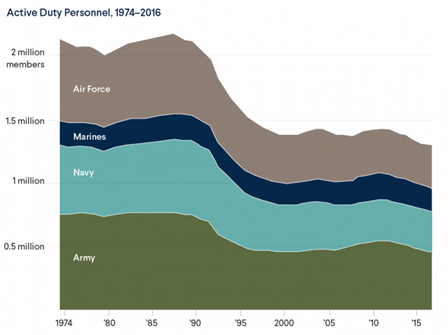 Active Duty Personnel, 1974–2016
2 million
members
Air Force
1.5 million
Marines
Navy
1 million
0.5 million
Army
1974 '80 '85 '90 '95 2000 '05 '10 '15